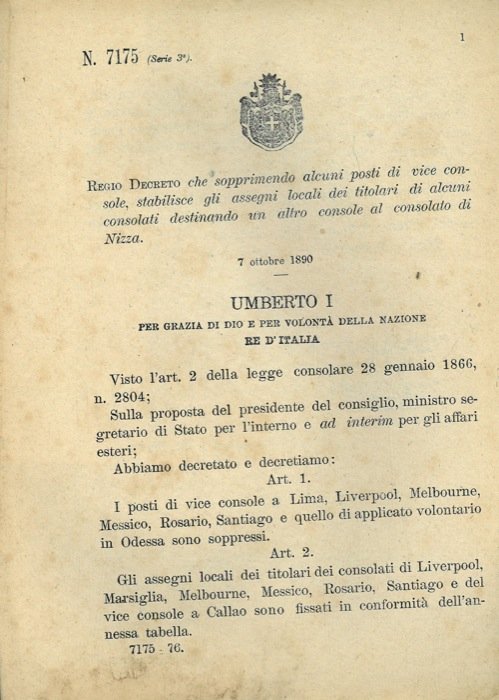 1
N. 7175 (Serie 3ª).
REGIO DECRETO che sopprimendo alcuni posti di vice con-
sole, stabilisce gli assegni locali dei titolari di alcuni
consolati destinando un altro console al consolato di
Nizza.
7 ottobre 1890
UMBERTO I
PER GRAZIA DI DIO E PER VOLONTÀ DELLA NAZIONE
RE D'ITALIA
Visto l'art. 2 della legge consolare 28 gennaio 1866,
n. 2804;
Sulla proposta del presidente del consiglio, ministro se-
gretario di Stato per l'interno e ad interim per gli affari
esteri;
Abbiamo decretato e decretiamo:
Art. 1.
I posti di vice console a Lima, Liverpool, Melbourne,
Messico, Rosario, Santiago e quello di applicato volontario
in Odessa sono soppressi.
Art. 2.
Gli assegni locali dei titolari dei consolati di Liverpool,
Marsiglia, Melbourne, Messico, Rosario, Santiago e del
vice console a Callao sono fissati in conformità dell'an-
nessa tabella.
7175 - 76.